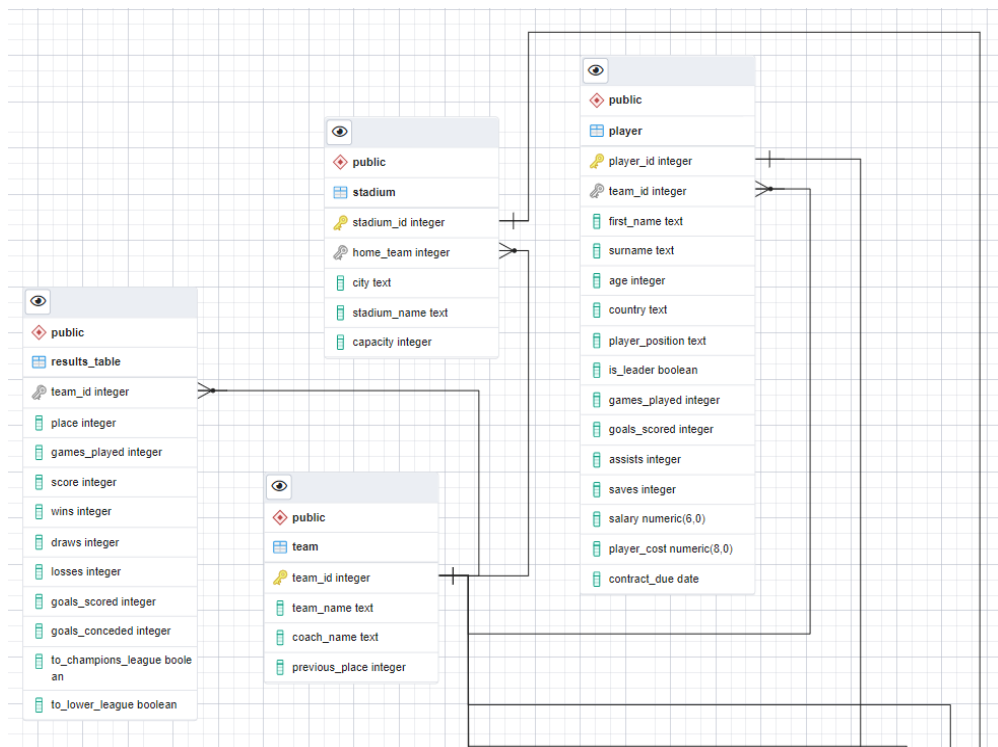 public
player
player_id integer
team_id integer
first_name text
surname text
age integer
country text
player_position text
is_leader boolean
games_played integer
goals_scored integer
assists integer
saves integer
salary numeric(6,0)
player_cost numeric(8,0)
contract_due date
public
stadium
stadium_id integer
home_team integer
city text
stadium_name text
capacity integer
public
results_table
team_id integer
place integer
games_played integer
score integer
wins integer
draws integer
losses integer
goals_scored integer
goals_conceded integer
to_champions_league boole
an
to_lower_league boolean
public
team
team_id integer
team_name text
coach_name text
previous_place integer